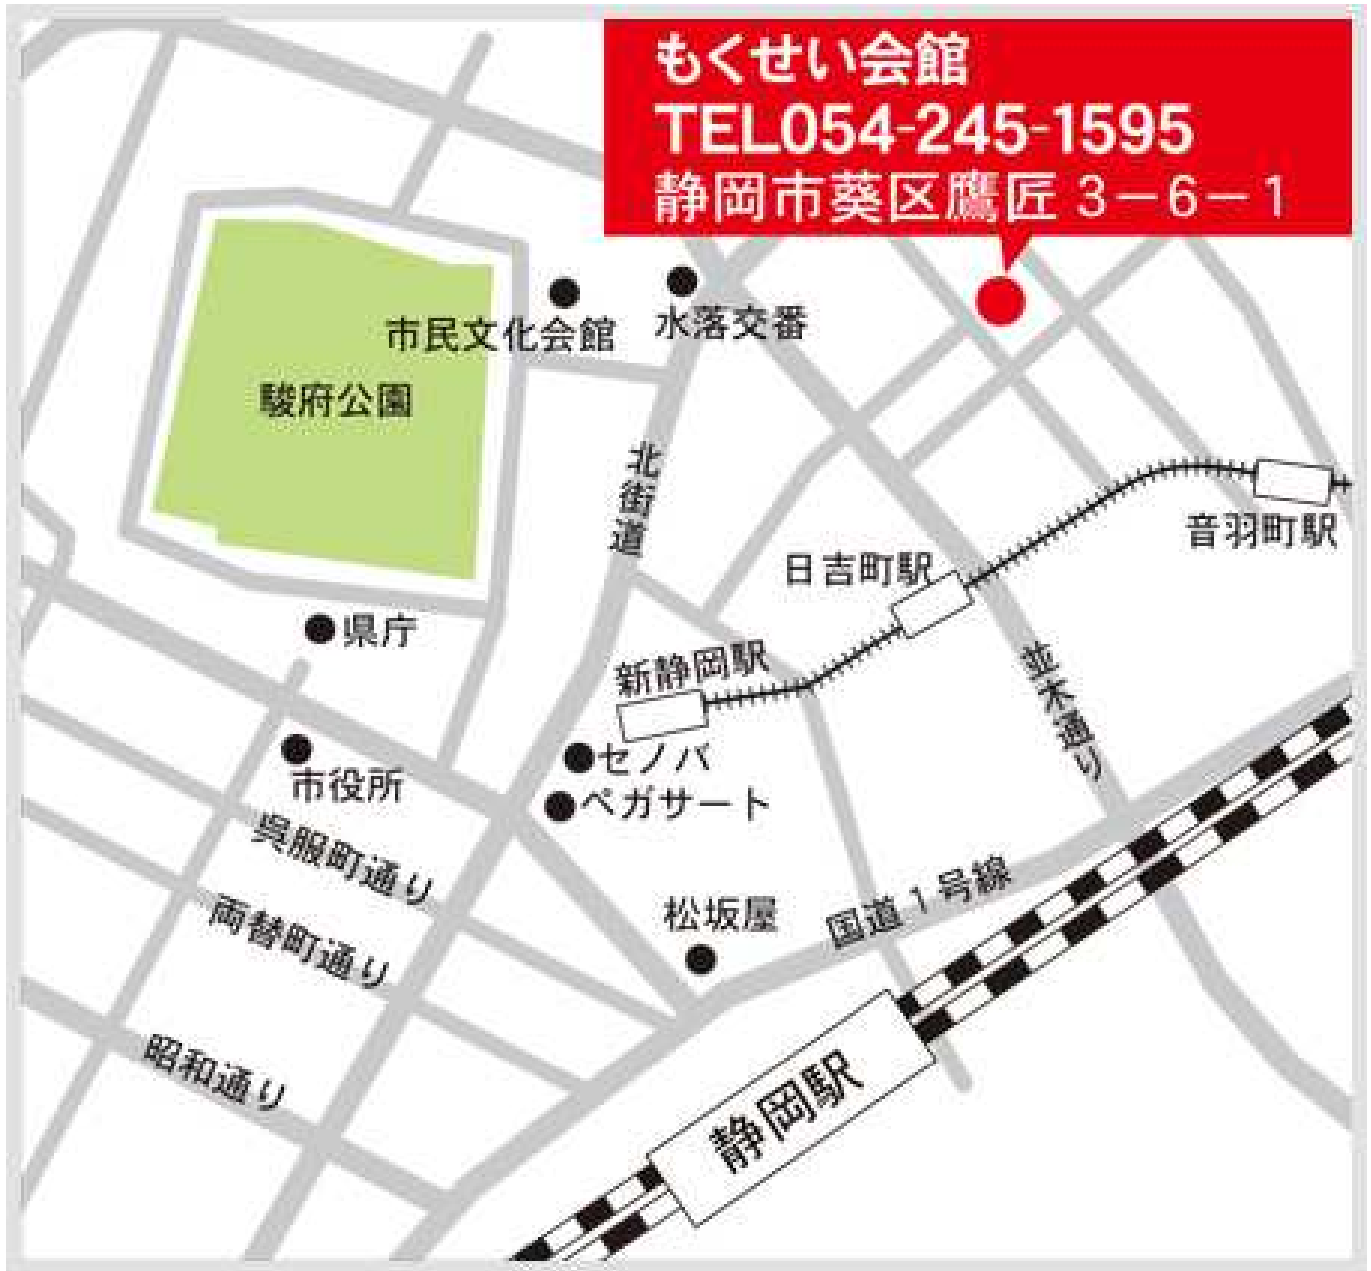 もくせい会館
TEL054-245-1595
静岡市葵区鷹匠 3－6－1
市民文化会館
水落交番
駿府公園
北街道
音羽町駅
日吉町駅
県庁
新静岡駅
並木通り
セノバ
市役所
ペガサート
呉服町通り
国道1号線
松坂屋
両替町通り
昭和通り
静岡駅